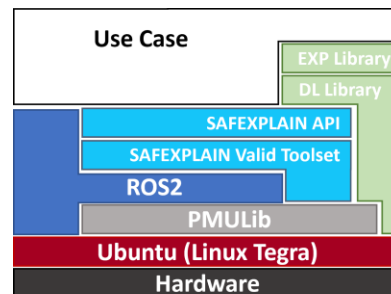 Use Case
EXP Library
DL Library
SAFEXPLAIN API
SAFEXPLAIN Valid Toolset
ROS2
PMULib
Ubuntu (Linux Tegra)
Hardware